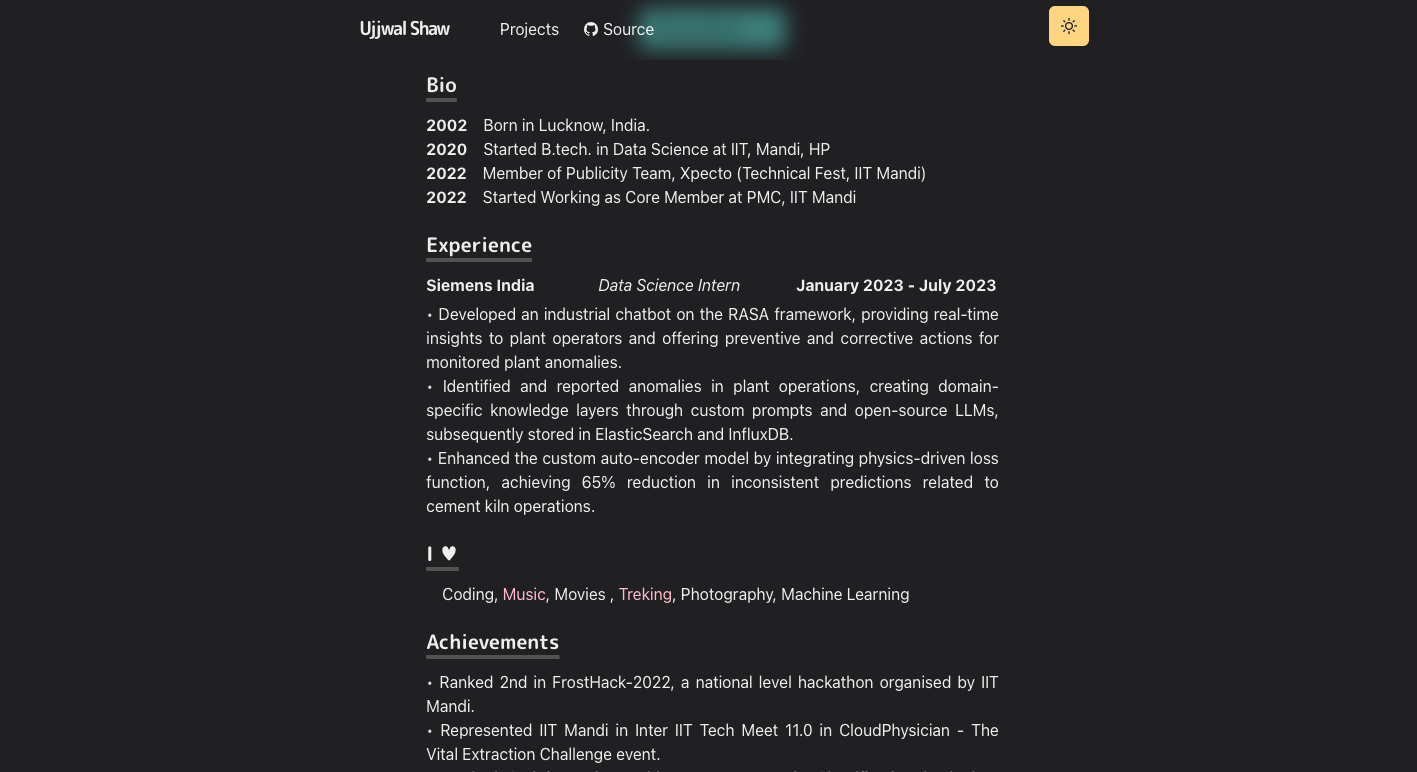 Ujjwal Shaw
Projects
Source
Bio
2002 Born in Lucknow, India.
2020 Started B.tech. in Data Science at IIT, Mandi, HP
2022 Member of Publicity Team, Xpecto (Technical Fest, IIT Mandi)
2022 Started Working as Core Member at PMC, IIT Mandi
Experience
Siemens India Data Science Intern January 2023 - July 2023
• Developed an industrial chatbot on the RASA framework, providing real-time
insights to plant operators and offering preventive and corrective actions for
monitored plant anomalies.
• Identified and reported anomalies in plant operations, creating domain-
specific knowledge layers through custom prompts and open-source LLMs,
subsequently stored in ElasticSearch and InfluxDB.
• Enhanced the custom auto-encoder model by integrating physics-driven loss
function, achieving 65% reduction in inconsistent predictions related to
cement kiln operations.
I ♥
Coding, Music, Movies , Treking, Photography, Machine Learning
Achievements
• Ranked 2nd in FrostHack-2022, a national level hackathon organised by IIT
Mandi.
• Represented IIT Mandi in Inter IIT Tech Meet 11.0 in CloudPhysician - The
Vital Extraction Challenge event.